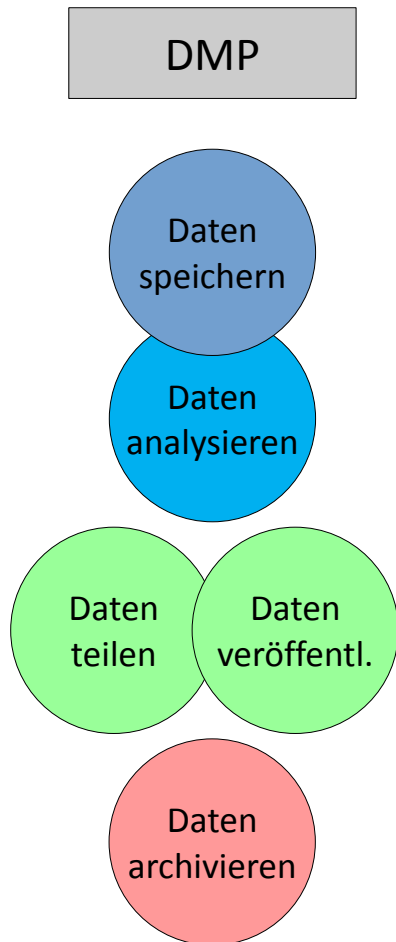 DMP
Daten
speichern
Daten
analysieren
Daten
teilen
Daten
veröffentl.
Daten
archivieren